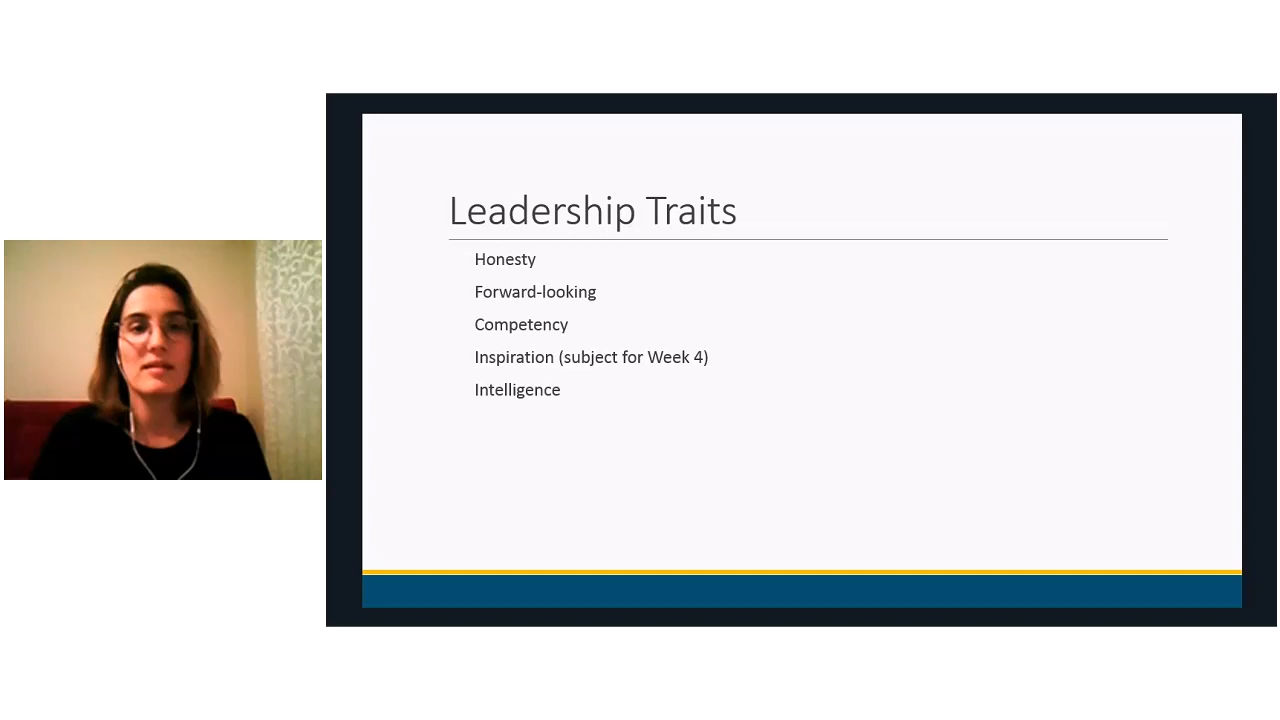 Leadership Traits
Honesty
Forward-looking
Competency
Inspiration (subject for Week 4)
Intelligence